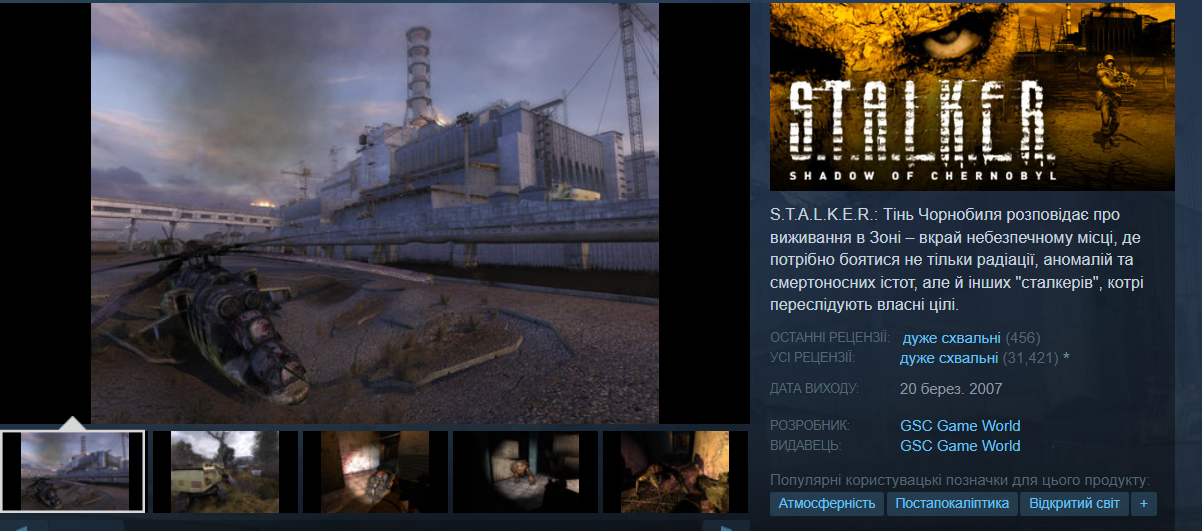 S.T.A.L.K.E.R.
SHADOW OF CHERNOBYL
S.T.A.L.K.E.R.: Тінь Чорнобиля розповідає про
виживання в Зоні – вкрай небезпечному місці, де
потрібно боятися не тільки радіації, аномалій та
смертоносних істот, але й інших "сталкерів", котрі
переслідують власні цілі.
ОСТАННІ РЕЦЕНЗІЇ: дуже схвальні (456)
УСІ РЕЦЕНЗІЇ: дуже схвальні (31,421) *
ДАТА ВИХОДУ: 20 берез. 2007
РОЗРОБНИК: GSC Game World
ВИДАВЕЦЬ: GSC Game World
Популярні користувацькі позначки для цього продукту:
Атмосферність Постапокаліптика Відкритий світ +